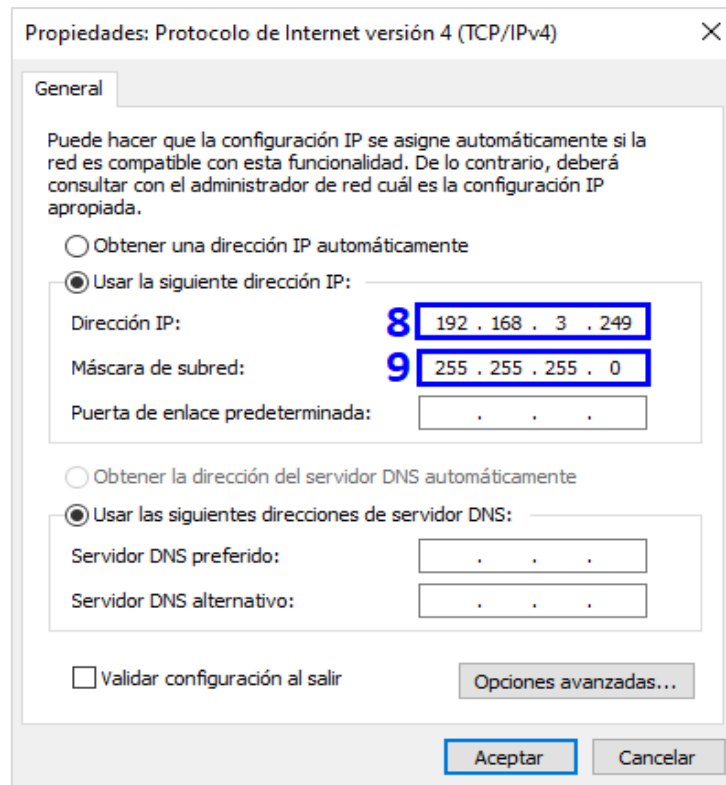 Propiedades: Protocolo de Internet versión 4 (TCP/IPv4)
General
Puede hacer que la configuración IP se asigne automáticamente si la
red es compatible con esta funcionalidad. De lo contrario, deberá
consultar con el administrador de red cuál es la configuración IP
apropiada.
Obtener una dirección IP automáticamente
Usar la siguiente dirección IP:
Dirección IP: 8 192 . 168 . 3 . 249
Máscara de subred: 9 255 . 255 . 255 . 0
Puerta de enlace predeterminada: . . .
Obtener la dirección del servidor DNS automáticamente
Usar las siguientes direcciones de servidor DNS:
Servidor DNS preferido: . . .
Servidor DNS alternativo: . . .
Validar configuración al salir Opciones avanzadas...
Aceptar Cancelar